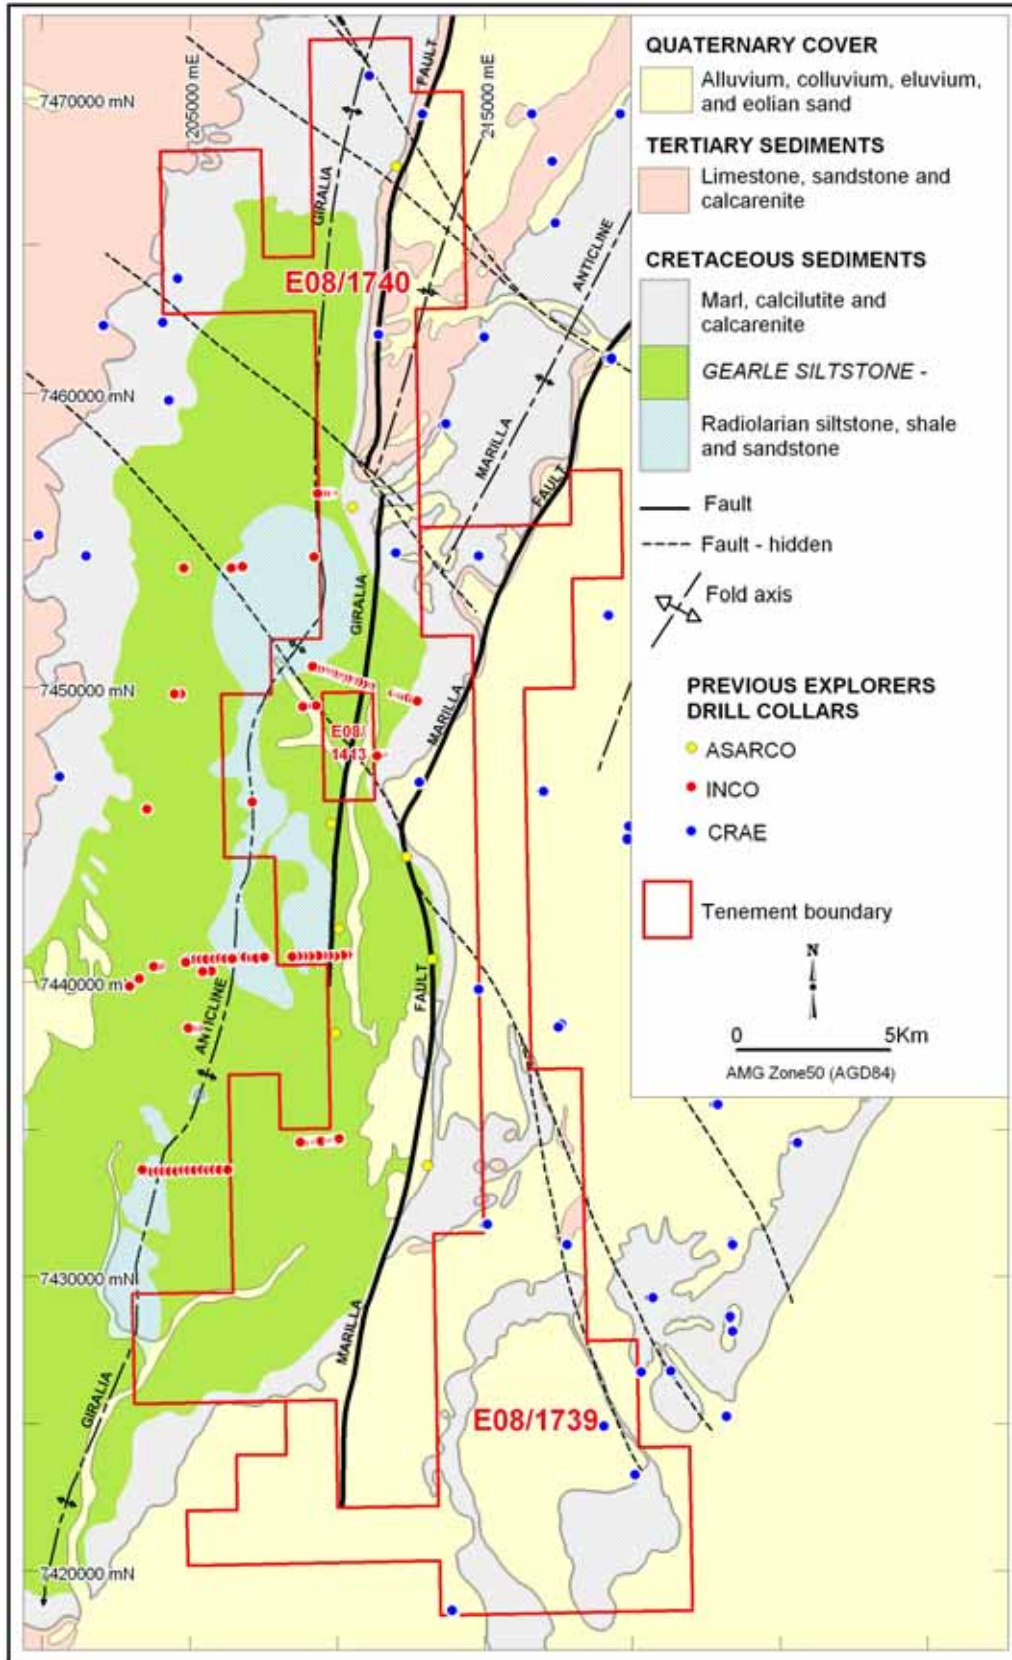 QUATERNARY COVER
Alluvium, colluvium, eluvium,
and eolian sand
TERTIARY SEDIMENTS
Limestone, sandstone and
calcarenite
CRETACEOUS SEDIMENTS
Marl, calcilutite and
calcarenite
GEARLE SILTSTONE -
Radiolarian siltstone, shale
and sandstone
Fault
Fault - hidden
Fold axis
PREVIOUS EXPLORERS
DRILL COLLARS
ASARCO
INCO
CRAE
Tenement boundary
N
0 5Km
AMG Zone50 (AGD84)
205000 mE
215000 mE
7470000 mN
7460000 mN
7450000 mN
7440000 mN
7430000 mN
7420000 mN
FAULT
GIRALIA
E08/1740
ANTICLINE
MARILLA
FAULT
GIRALIA
MARILLA
E08/
1413
FAULT
ANTICLINE
MARILLA
GIRALIA
E08/1739